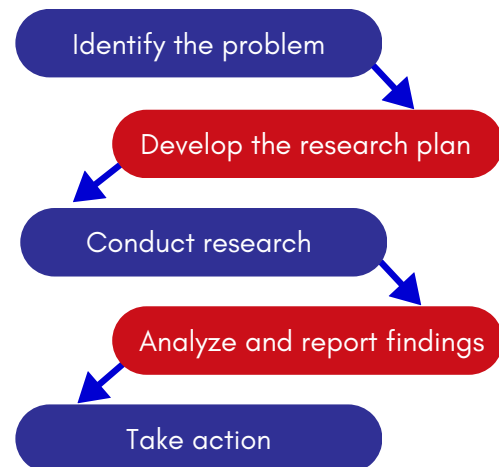 Identify the problem
Develop the research plan
Conduct research
Analyze and report findings
Take action